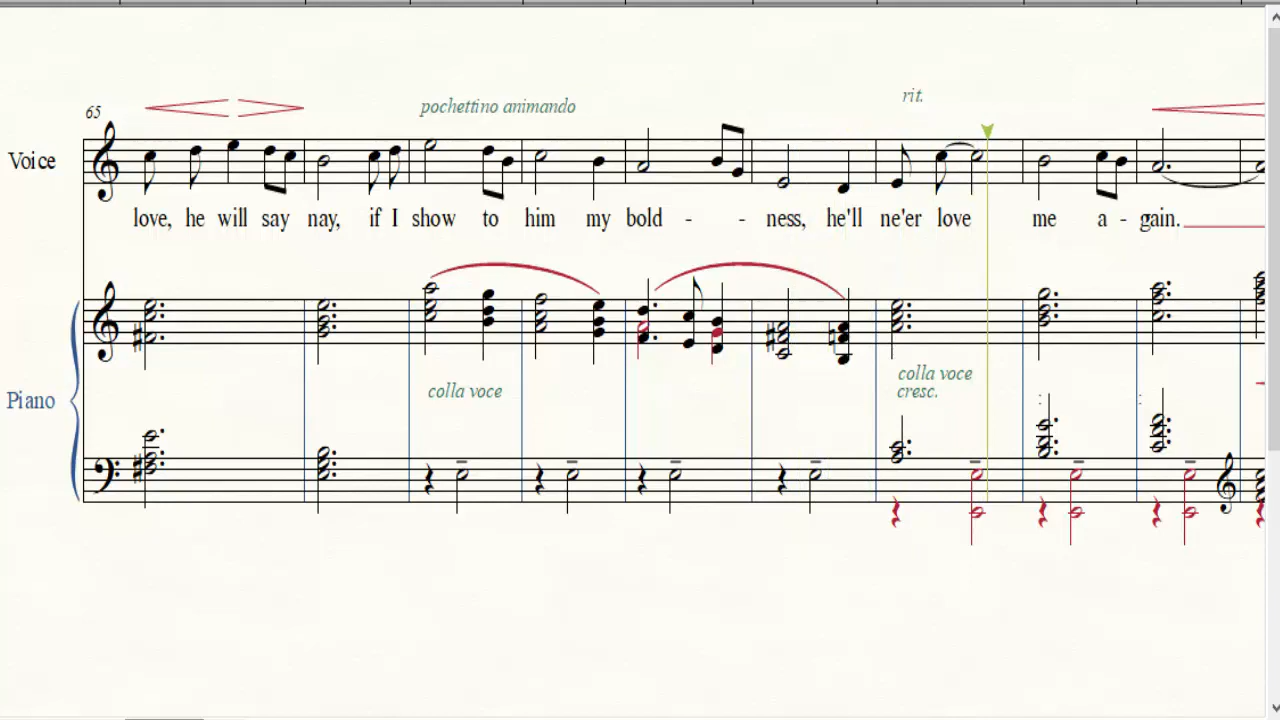 65
pochettino animando
rit.
Voice
love, he will say nay, if I show to him my bold - - ness, he'll ne'er love me a - gain.
colla voce
colla voce
cresc.
Piano